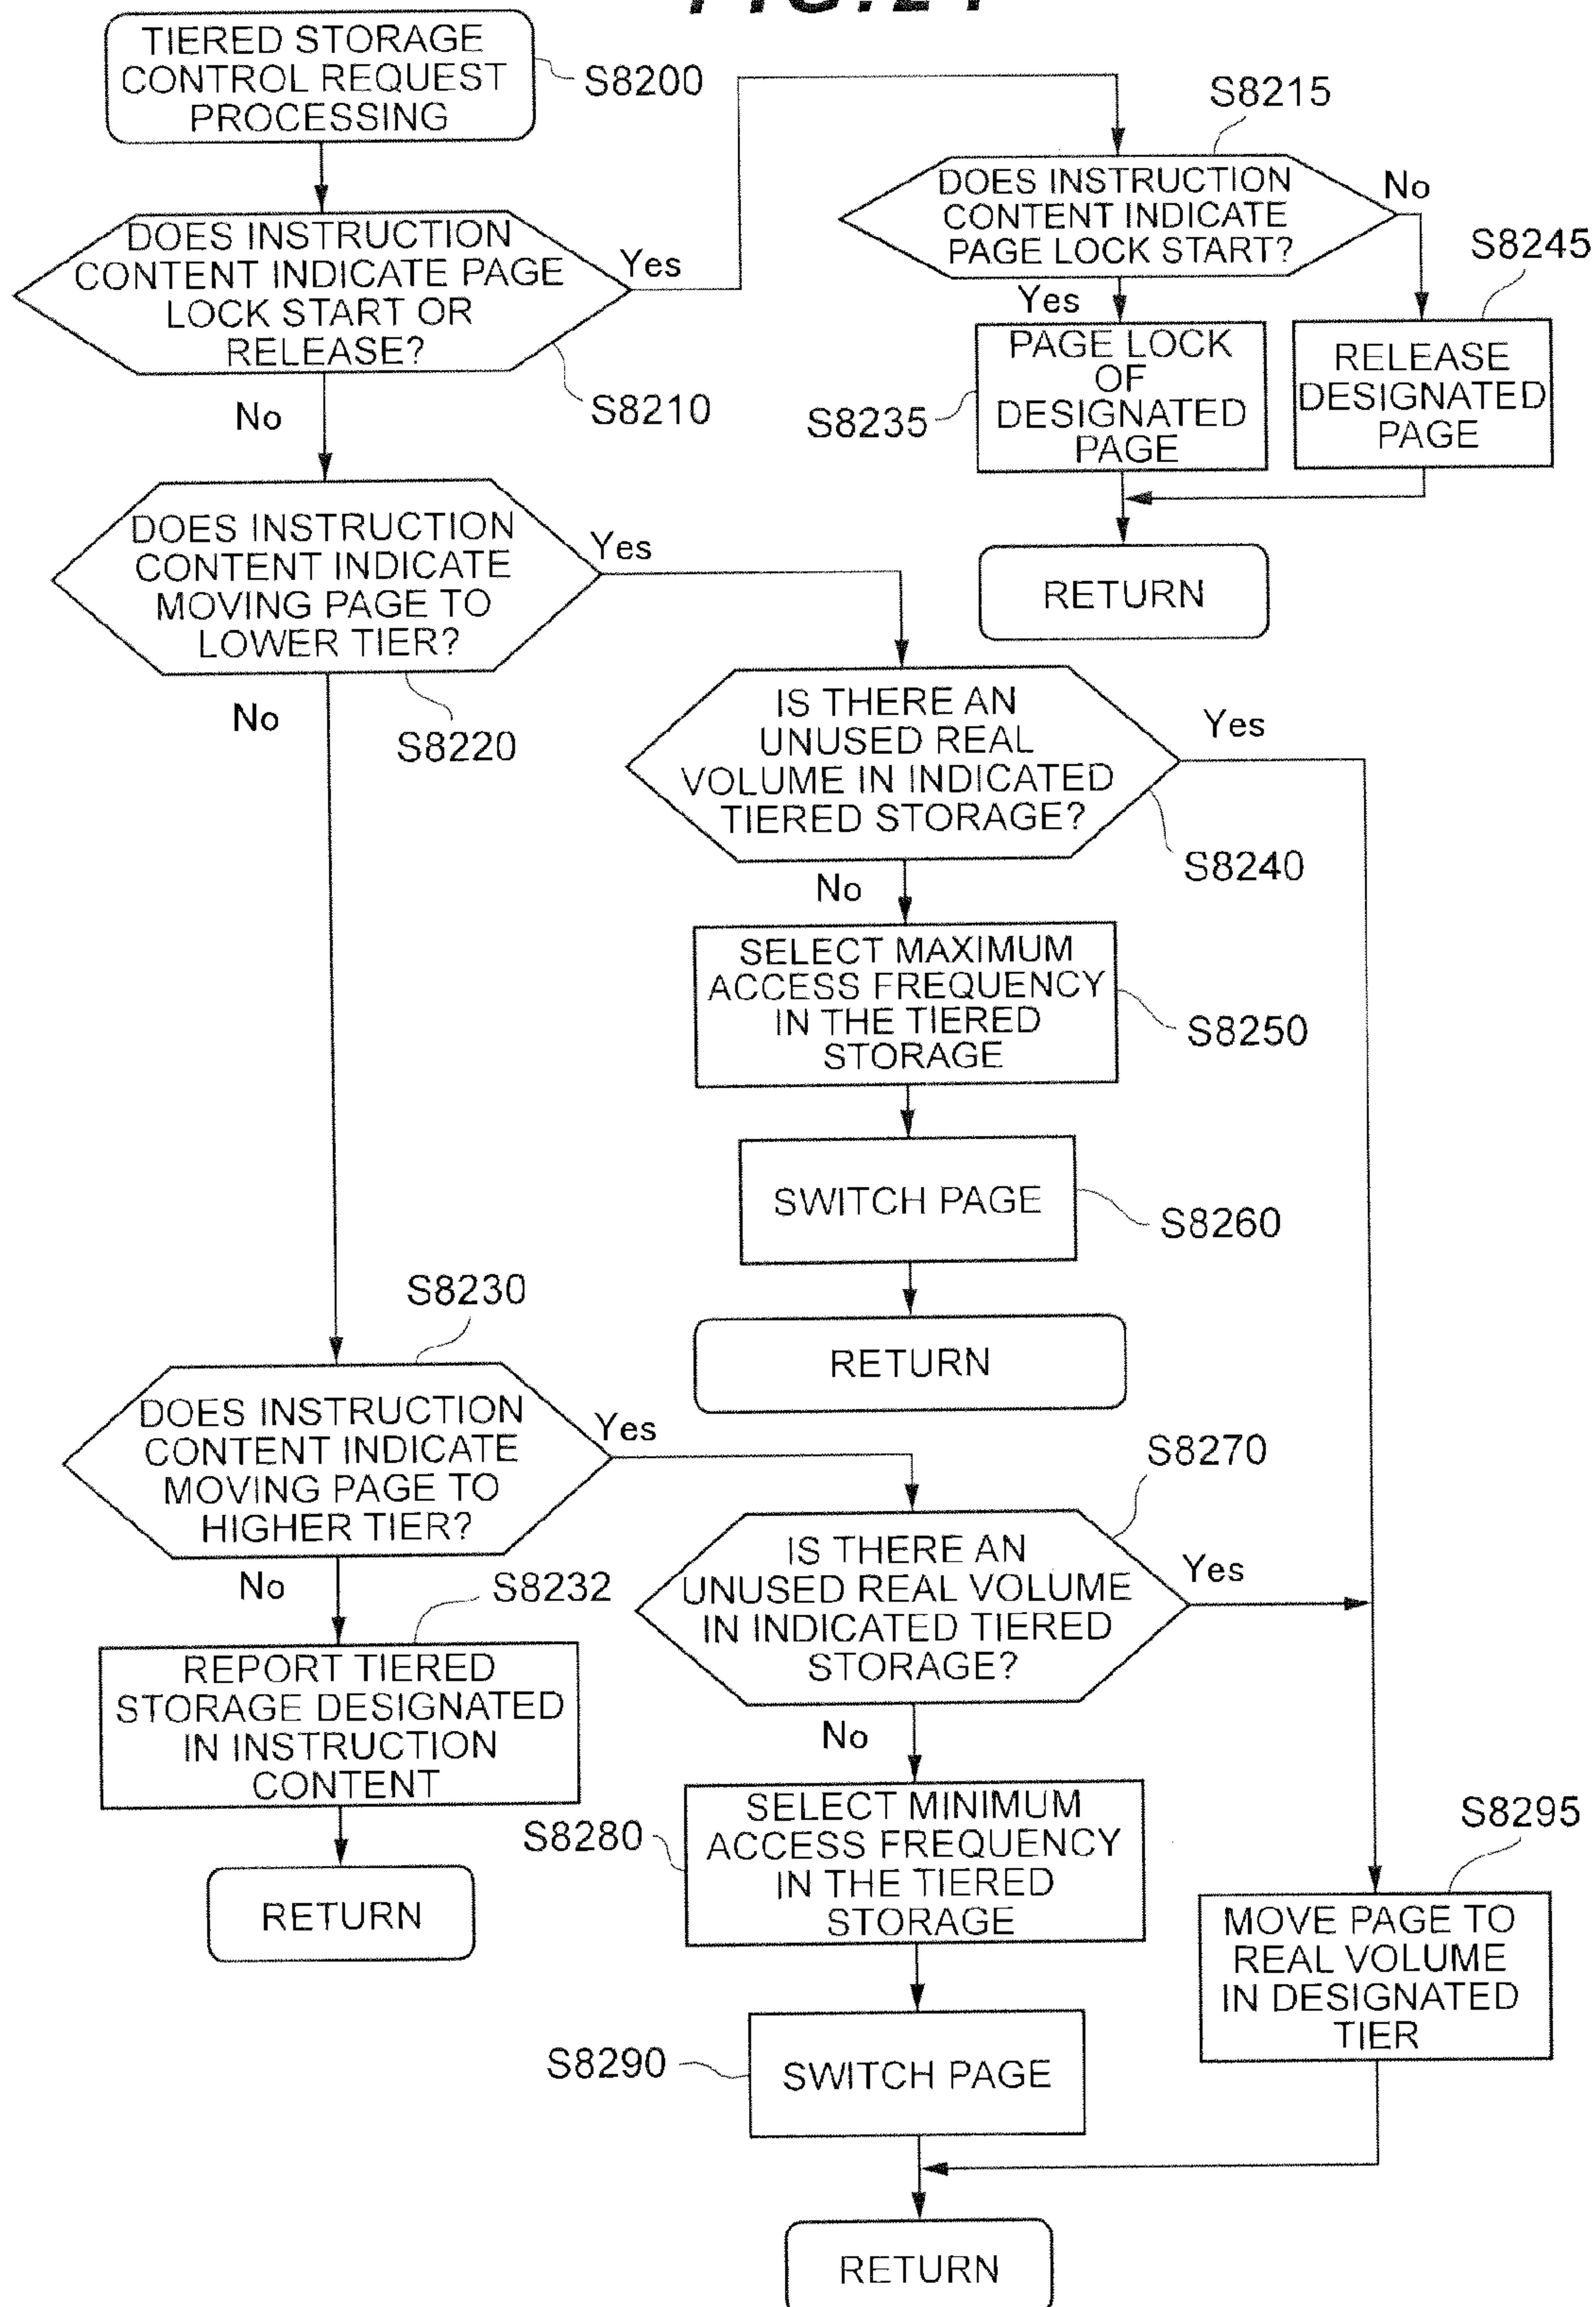 TIERED STORAGE
CONTROL REQUEST
PROCESSING
S8200
DOES INSTRUCTION
CONTENT INDICATE PAGE
LOCK START OR
RELEASE?
Yes
S8210
No
S8215
DOES INSTRUCTION
CONTENT INDICATE
PAGE LOCK START?
No
Yes
S8245
PAGE LOCK
OF
DESIGNATED
PAGE
S8235
RELEASE
DESIGNATED
PAGE
RETURN
DOES INSTRUCTION
CONTENT INDICATE
MOVING PAGE TO
LOWER TIER?
Yes
S8220
No
IS THERE AN
UNUSED REAL
VOLUME IN INDICATED
TIERED STORAGE?
Yes
S8240
No
SELECT MAXIMUM
ACCESS FREQUENCY
IN THE TIERED
STORAGE
S8250
SWITCH PAGE
S8260
RETURN
S8230
DOES INSTRUCTION
CONTENT INDICATE
MOVING PAGE TO
HIGHER TIER?
Yes
No
S8232
REPORT TIERED
STORAGE DESIGNATED
IN INSTRUCTION
CONTENT
RETURN
S8270
IS THERE AN
UNUSED REAL VOLUME
IN INDICATED TIERED
STORAGE?
Yes
No
S8280
SELECT MINIMUM
ACCESS FREQUENCY
IN THE TIERED
STORAGE
S8295
MOVE PAGE TO
REAL VOLUME
IN DESIGNATED
TIER
S8290
SWITCH PAGE
RETURN